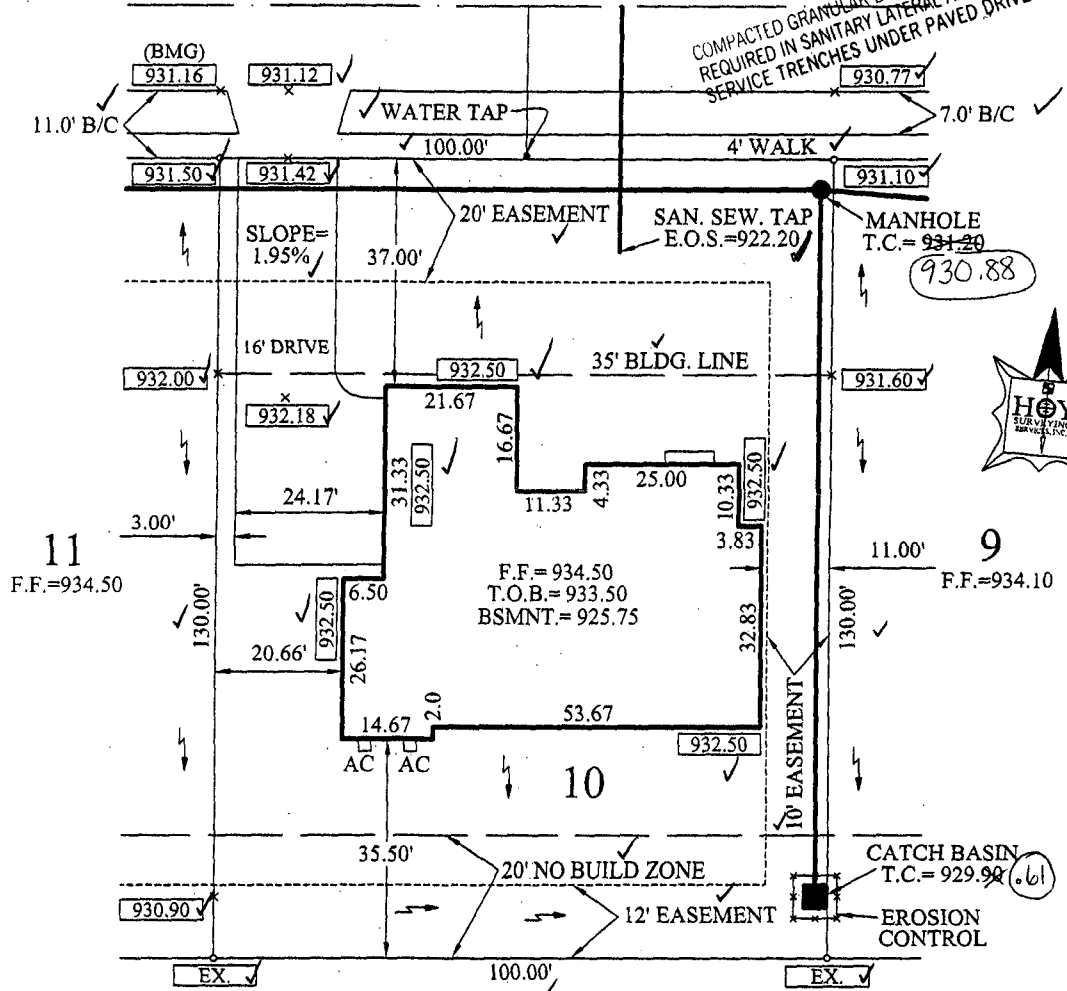 COMPACTED GRANULAR
REQUIRED IN SANITARY LATERAL
SERVICE TRENCHES UNDER PAVED DRIVE
(BMG)
931.16
931.12
930.77
11.0' B/C
WATER TAP
7.0' B/C
100.00'
4' WALK
931.50
931.42
931.10
20' EASEMENT
SAN. SEW. TAP
E.O.S.=922.20
MANHOLE
T.C.= 931.20
930.88
SLOPE=
1.95%
37.00'
16' DRIVE
932.50
35' BLDG. LINE
932.00
931.60
932.18
21.67
HOY
SURVEYING
SERVICES, INC.
16.67
31.33
932.50
11.33
4.33
25.00
10.33
932.50
3.83
24.17'
3.00'
11
F.F.=934.50
11.00'
9
F.F.=934.10
F.F.= 934.50
T.O.B.= 933.50
BSMNT.= 925.75
6.50
932.50
130.00'
26.17
20.66'
32.83
130.00'
14.67
2.0
53.67
932.50
AC
AC
10
10' EASEMENT
35.50'
20' NO BUILD ZONE
CATCH BASIN
T.C.= 929.90 .61
930.90
12' EASEMENT
EROSION
CONTROL
EX.
100.00'
EX.